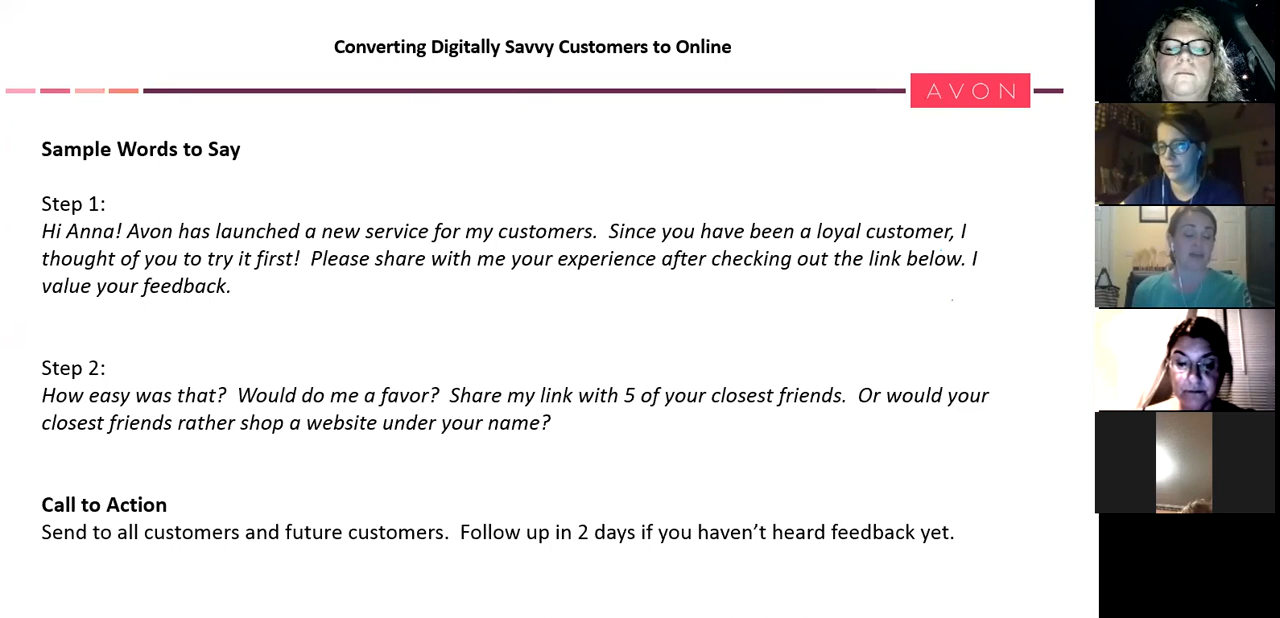 Converting Digitally Savvy Customers to Online
AVON
Sample Words to Say
Step 1:
Hi Anna! Avon has launched a new service for my customers.  Since you have been a loyal customer, I
thought of you to try it first!  Please share with me your experience after checking out the link below. I
value your feedback.
Step 2:
How easy was that?  Would do me a favor?  Share my link with 5 of your closest friends.  Or would your
closest friends rather shop a website under your name?
Call to Action
Send to all customers and future customers.  Follow up in 2 days if you haven’t heard feedback yet.